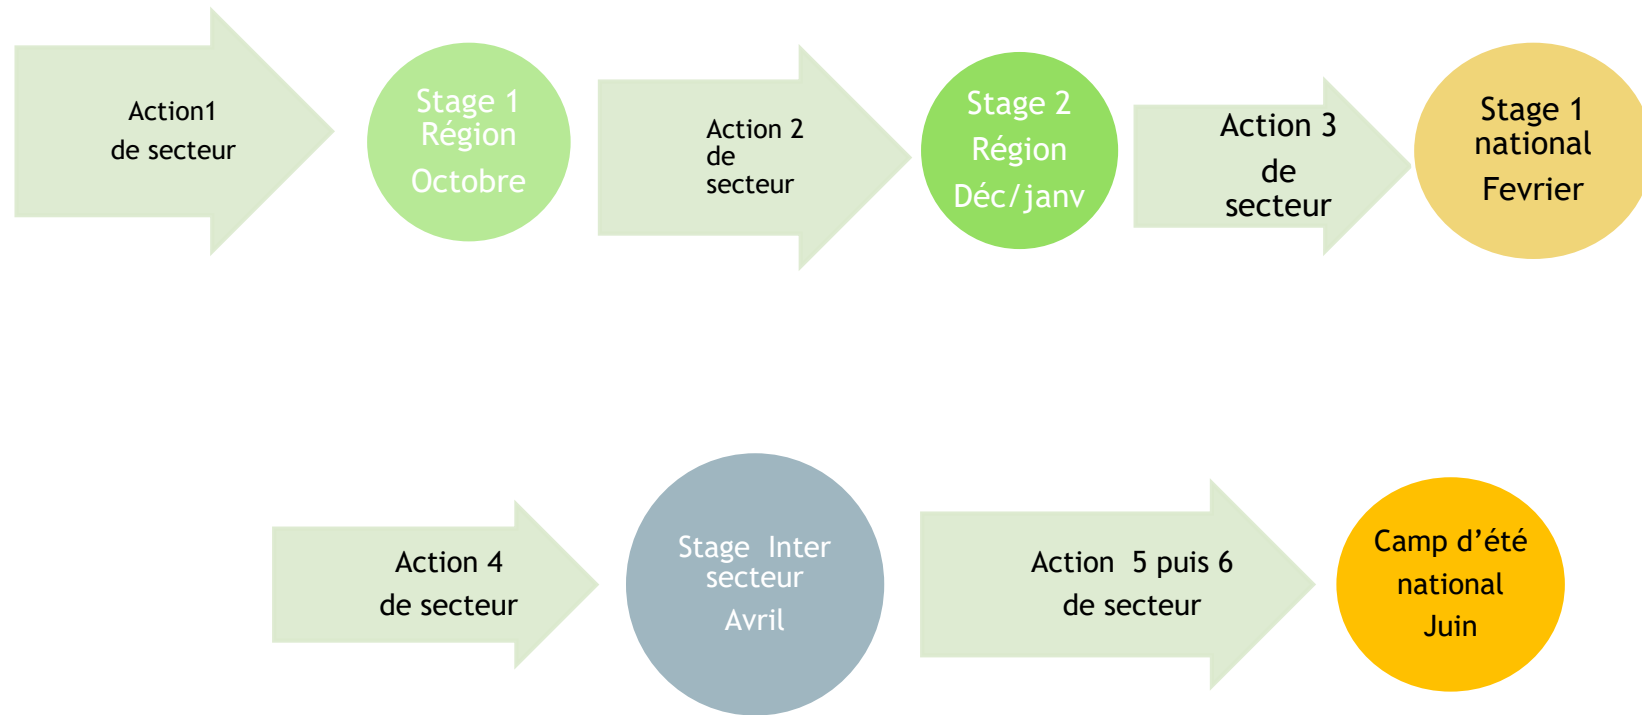 Action1
de secteur
Stage 1
Région
Octobre
Action 2
de
secteur
Stage 2
Région
Déc/janv
Action 3
de
secteur
Stage 1
national
Fevrier
Action 4
de secteur
Stage  Inter
secteur
Avril
Action  5 puis 6
de secteur
Camp d’été
national
Juin